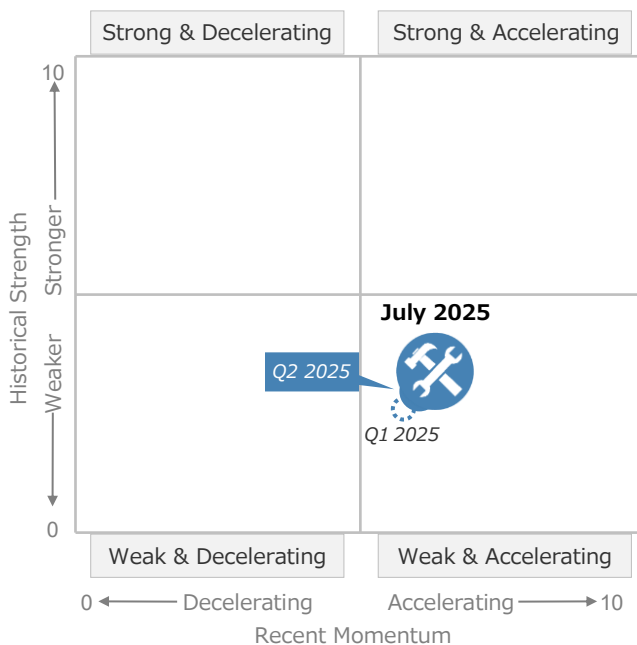 Strong & Decelerating
Strong & Accelerating
10
Historical Strength
Stronger
Weaker
July 2025
Q2 2025
Q1 2025
0
Weak & Decelerating
Weak & Accelerating
0
Decelerating
Accelerating
10
Recent Momentum